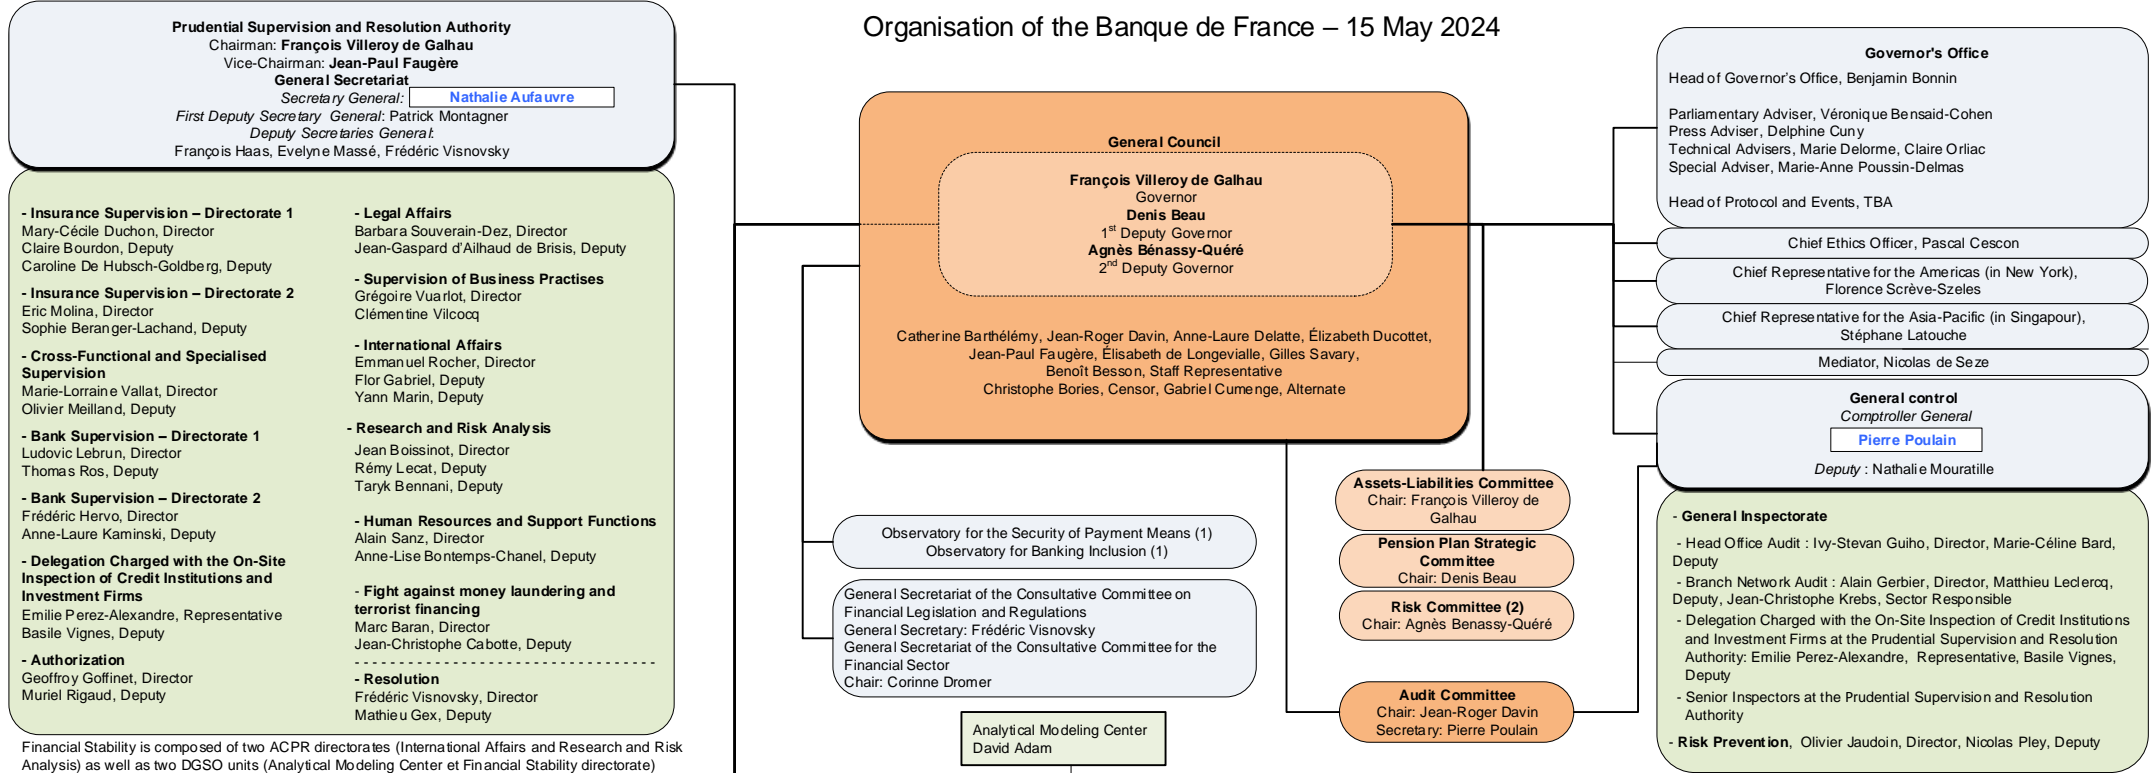 Organisation of the Banque de France – 15 May 2024
Prudential Supervision and Resolution Authority
Chairman: François Villeroy de Galhau
Vice-Chairman: Jean-Paul Faugère
General Secretariat
Secretary General: Nathalie Aufauvre
First Deputy Secretary General: Patrick Montagner
Deputy Secretaries General:
François Haas, Evelyne Massé, Frédéric Visnovsky
- Insurance Supervision – Directorate 1
Mary-Cécile Duchon, Director
Claire Bourdon, Deputy
Caroline De Hubsch-Goldberg, Deputy
- Insurance Supervision – Directorate 2
Eric Molina, Director
Sophie Beranger-Lachand, Deputy
- Cross-Functional and Specialised
Supervision
Marie-Lorraine Vallat, Director
Olivier Meilland, Deputy
- Bank Supervision – Directorate 1
Ludovic Lebrun, Director
Thomas Ros, Deputy
- Bank Supervision – Directorate 2
Frédéric Hervo, Director
Anne-Laure Kaminski, Deputy
- Delegation Charged with the On-Site
Inspection of Credit Institutions and
Investment Firms
Emilie Perez-Alexandre, Representative
Basile Vignes, Deputy
- Authorization
Geoffroy Goffinet, Director
Muriel Rigaud, Deputy
- Legal Affairs
Barbara Souverain-Dez, Director
Jean-Gaspard d'Ailhaud de Brisis, Deputy
- Supervision of Business Practises
Grégoire Vuarlot, Director
Clémentine Vilcocq
- International Affairs
Emmanuel Rocher, Director
Flor Gabriel, Deputy
Yann Marin, Deputy
- Research and Risk Analysis
Jean Boissinot, Director
Rémy Lecat, Deputy
Taryk Bennani, Deputy
- Human Resources and Support Functions
Alain Sanz, Director
Anne-Lise Bontemps-Chanel, Deputy
- Fight against money laundering and
terrorist financing
Marc Baran, Director
Jean-Christophe Cabotte, Deputy
- Resolution
Frédéric Visnovsky, Director
Mathieu Gex, Deputy
Financial Stability is composed of two ACPR directorates (International Affairs and Research and Risk
Analysis) as well as two DGSO units (Analytical Modeling Center et Financial Stability directorate)
General Council
François Villeroy de Galhau
Governor
Denis Beau
1st Deputy Governor
Agnès Bénassy-Quéré
2nd Deputy Governor
Catherine Barthélémy, Jean-Roger Davin, Anne-Laure Delatte, Élizabeth Ducottet,
Jean-Paul Faugère, Élisabeth de Longevialle, Gilles Savary,
Benoît Besson, Staff Representative
Christophe Bories, Censor, Gabriel Cumenge, Alternate
Observatory for the Security of Payment Means (1)
Observatory for Banking Inclusion (1)
General Secretariat of the Consultative Committee on
Financial Legislation and Regulations
General Secretary: Frédéric Visnovsky
General Secretariat of the Consultative Committee for the
Financial Sector
Chair: Corinne Dromer
Analytical Modeling Center
David Adam
Assets-Liabilities Committee
Chair: François Villeroy de
Galhau
Pension Plan Strategic
Committee
Chair: Denis Beau
Risk Committee (2)
Chair: Agnès Benassy-Quéré
Audit Committee
Chair: Jean-Roger Davin
Secretary: Pierre Poulain
Governor's Office
Head of Governor's Office, Benjamin Bonnin
Parliamentary Adviser, Véronique Bensaid-Cohen
Press Adviser, Delphine Cuny
Technical Advisers, Marie Delorme, Claire Orliac
Special Adviser, Marie-Anne Poussin-Delmas
Head of Protocol and Events, TBA
Chief Ethics Officer, Pascal Cescon
Chief Representative for the Americas (in New York),
Florence Scrève-Szeles
Chief Representative for the Asia-Pacific (in Singapour),
Stéphane Latouche
Mediator, Nicolas de Seze
General control
Comptroller General
Pierre Poulain
Deputy : Nathalie Mouratille
- General Inspectorate
- Head Office Audit : Ivy-Stevan Guiho, Director, Marie-Céline Bard,
Deputy
- Branch Network Audit : Alain Gerbier, Director, Matthieu Leclercq,
Deputy, Jean-Christophe Krebs, Sector Responsible
- Delegation Charged with the On-Site Inspection of Credit Institutions
and Investment Firms at the Prudential Supervision and Resolution
Authority: Emilie Perez-Alexandre, Representative, Basile Vignes,
Deputy
- Senior Inspectors at the Prudential Supervision and Resolution
Authority
- Risk Prevention, Olivier Jaudoin, Director, Nicolas Pley, Deputy